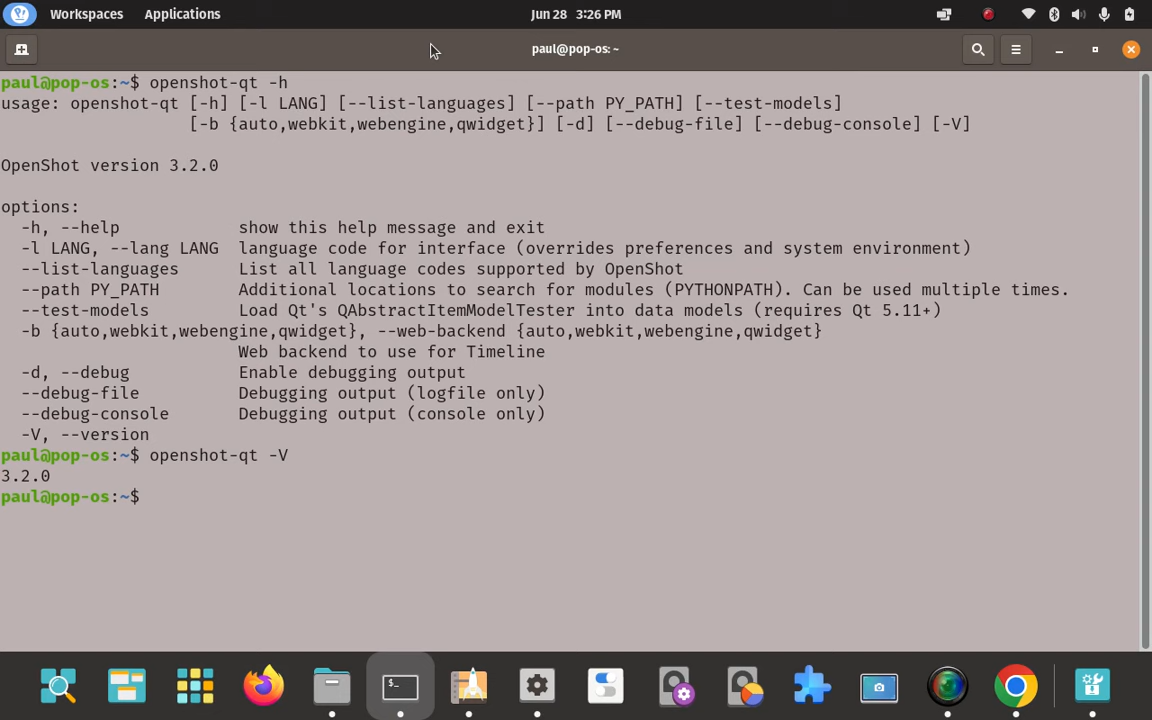 Workspaces Applications Jun 28 3:26 PM
paul@pop-os: ~
paul@pop-os:~$ openshot-qt -h
usage: openshot-qt [-h] [-l LANG] [--list-languages] [--path PY_PATH] [--test-models]
[-b {auto,webkit,webengine,qwidget}] [-d] [--debug-file] [--debug-console] [-V]
OpenShot version 3.2.0
options:
-h, --help show this help message and exit
-l LANG, --lang LANG language code for interface (overrides preferences and system environment)
--list-languages List all language codes supported by OpenShot
--path PY_PATH Additional locations to search for modules (PYTHONPATH). Can be used multiple times.
--test-models Load Qt's QAbstractItemModelTester into data models (requires Qt 5.11+)
-b {auto,webkit,webengine,qwidget}, --web-backend {auto,webkit,webengine,qwidget}
Web backend to use for Timeline
-d, --debug Enable debugging output
--debug-file Debugging output (logfile only)
--debug-console Debugging output (console only)
-V, --version
paul@pop-os:~$ openshot-qt -V
3.2.0
paul@pop-os:~$
$_